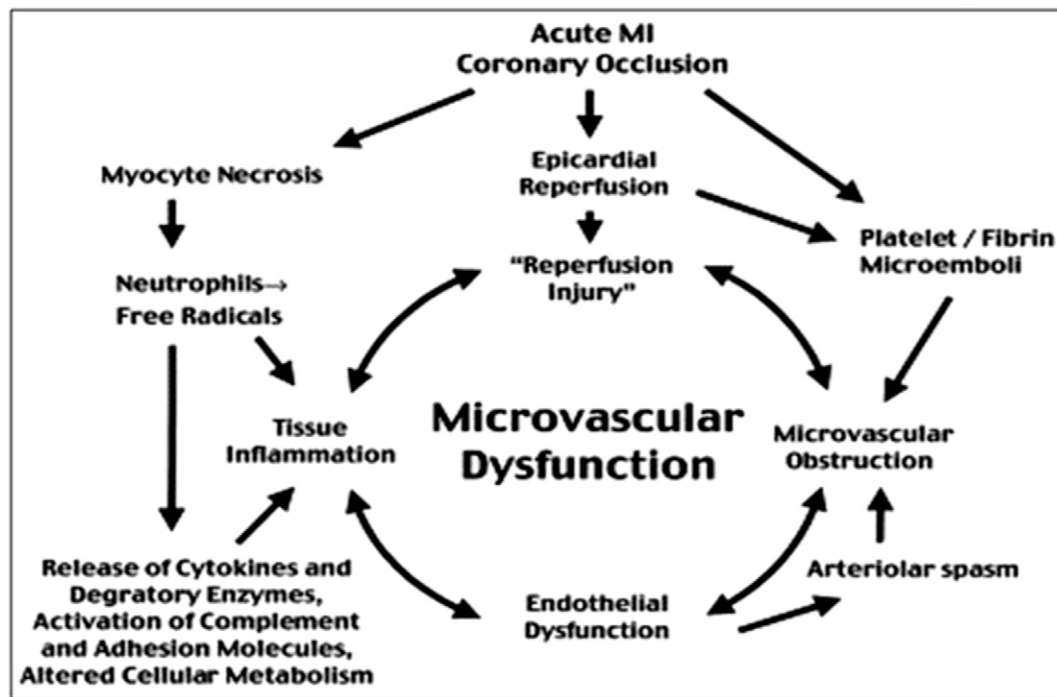 Acute MI
Coronary Occlusion
Myocyte Necrosis
Epicardial
Reperfusion
Platelet / Fibrin
Microemboli
Neutrophils→
Free Radicals
"Reperfusion
Injury"
Tissue
Inflammation
Microvascular
Dysfunction
Microvascular
Obstruction
Release of Cytokines and
Degratory Enzymes,
Activation of Complement
and Adhesion Molecules,
Altered Cellular Metabolism
Endothelial
Dysfunction
Arteriolar spasm